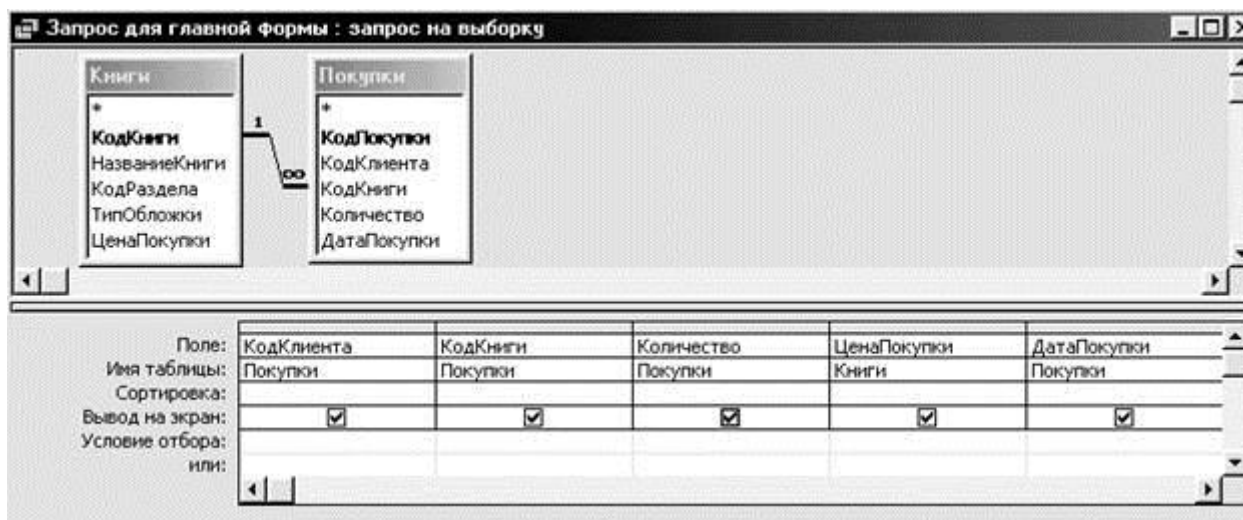 Запрос для главной формы : запрос на выборку
Книги
*
КодКниги
НазваниеКниги
КодРаздела
ТипОбложки
ЦенаПокупки
1
∞
Покупки
*
КодПокупки
КодКлиента
КодКниги
Количество
ДатаПокупки
Поле: КодКлиента КодКниги Количество ЦенаПокупки ДатаПокупки
Имя таблицы: Покупки Покупки Покупки Книги Покупки
Сортировка:
Вывод на экран:
Условие отбора:
или: